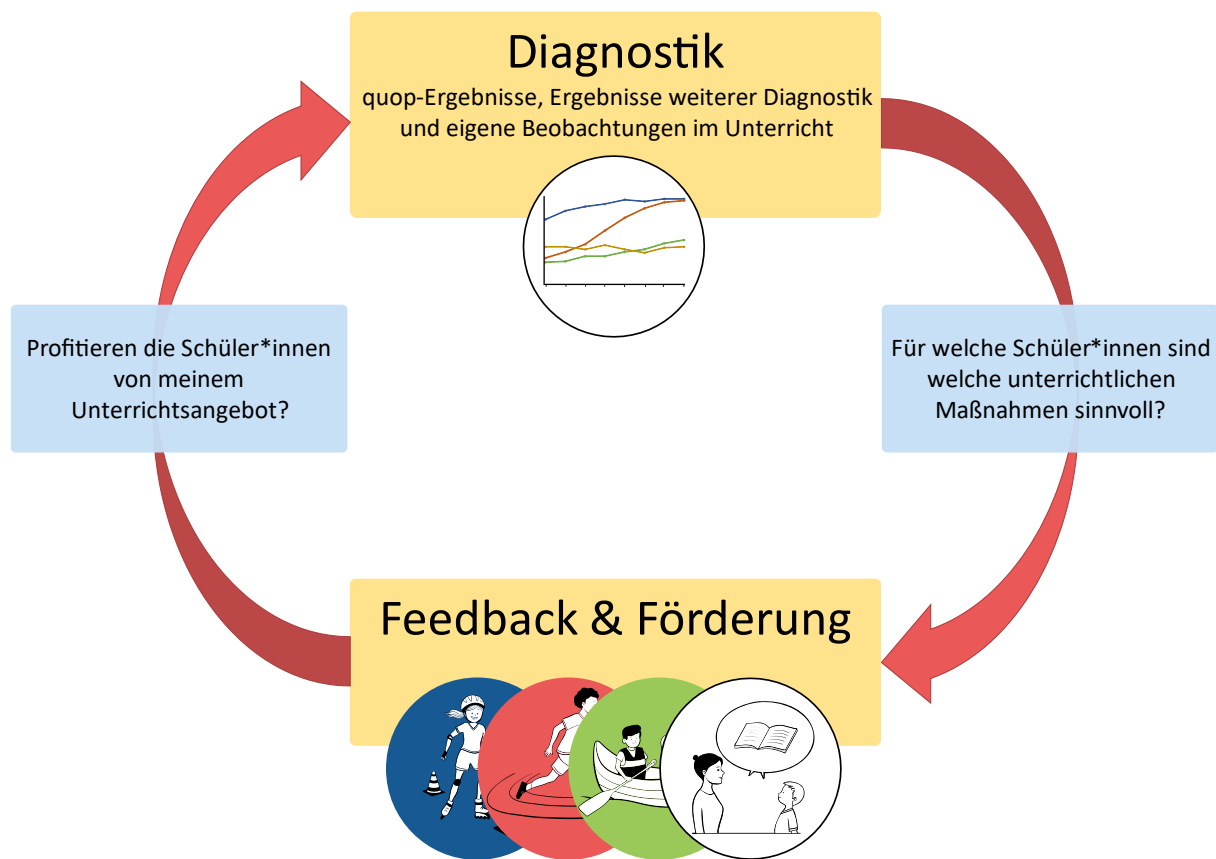 Diagnostik
quop-Ergebnisse, Ergebnisse weiterer Diagnostik
und eigene Beobachtungen im Unterricht
Profitieren die Schüler*innen
von meinem
Unterrichtsangebot?
Für welche Schüler*innen sind
welche unterrichtlichen
Maßnahmen sinnvoll?
Feedback & Förderung